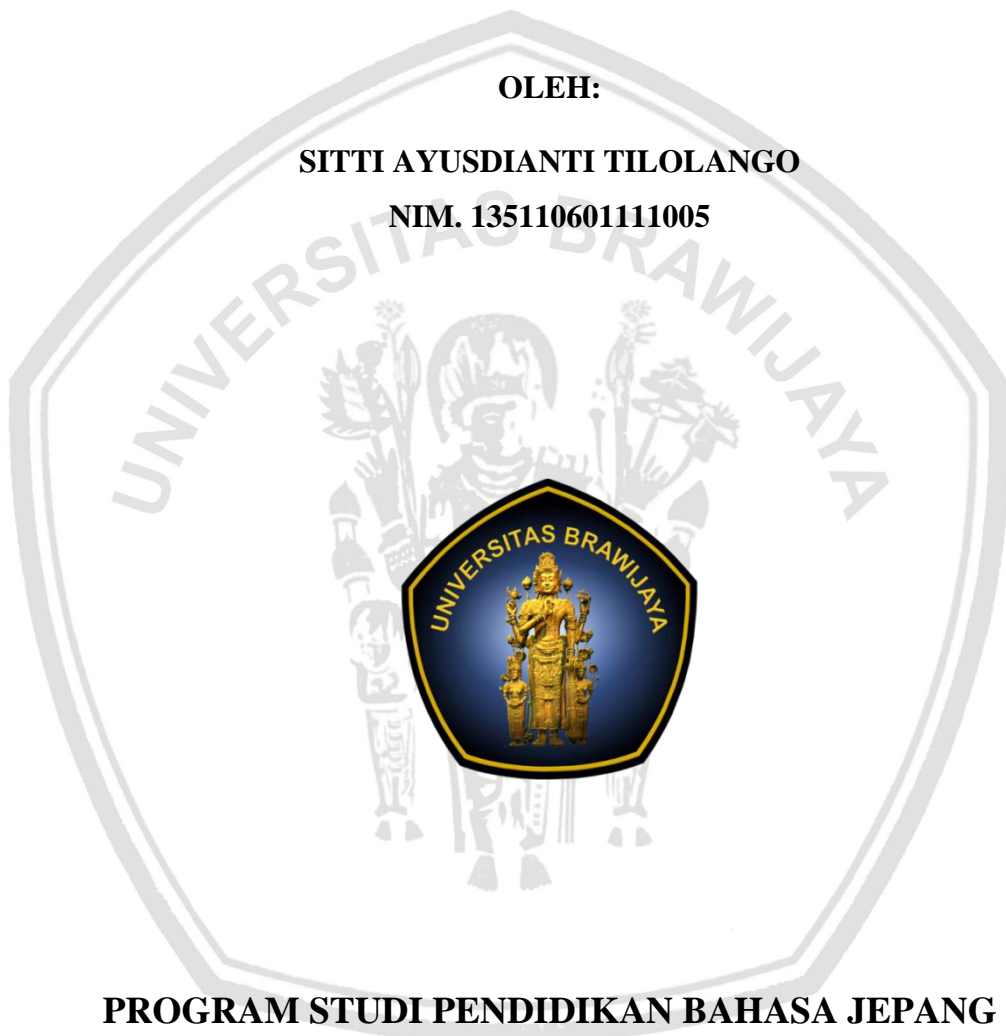 OLEH:
SITTI AYUSDIANTI TILOLANGO
NIM. 135110601111005
UNIVERSITAS BRAWIJAYA
UNIVERSITAS BRAWIJAYA
PROGRAM STUDI PENDIDIKAN BAHASA JEPANG